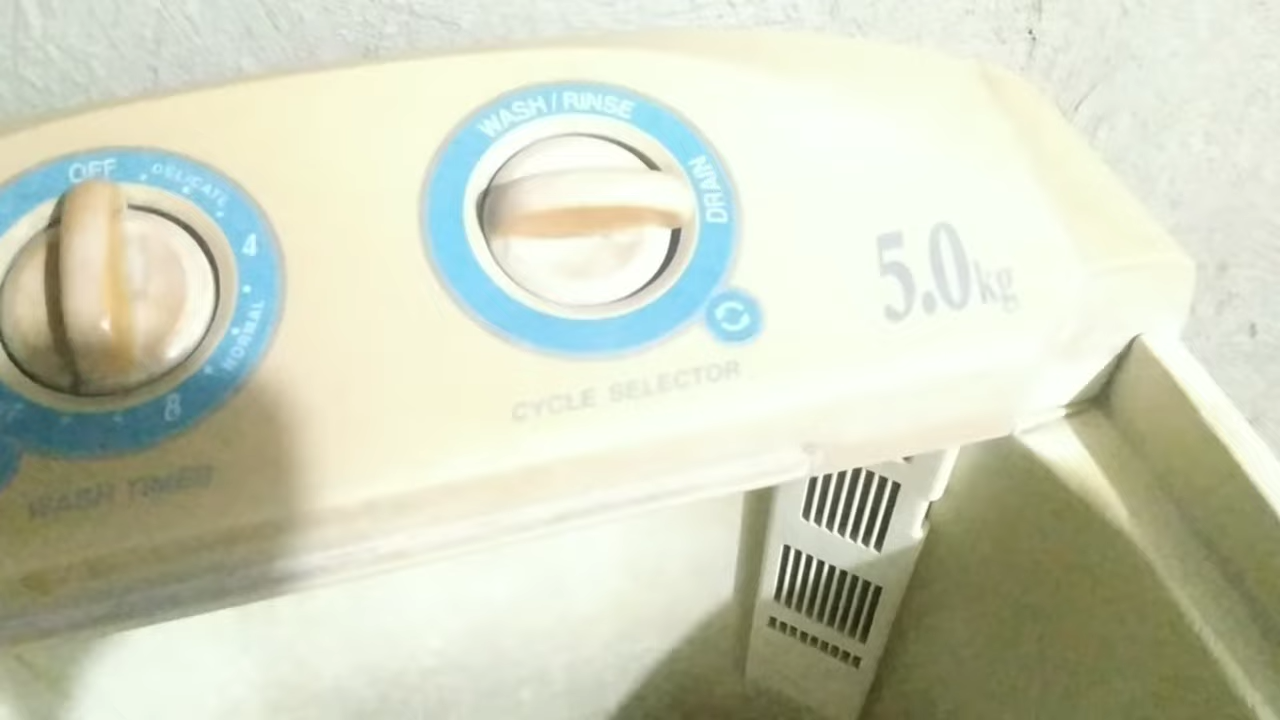 OFF
DELICATE
4
NORMAL
8
WASH TIMER
WASH / RINSE
DRAIN
CYCLE SELECTOR
5.0kg